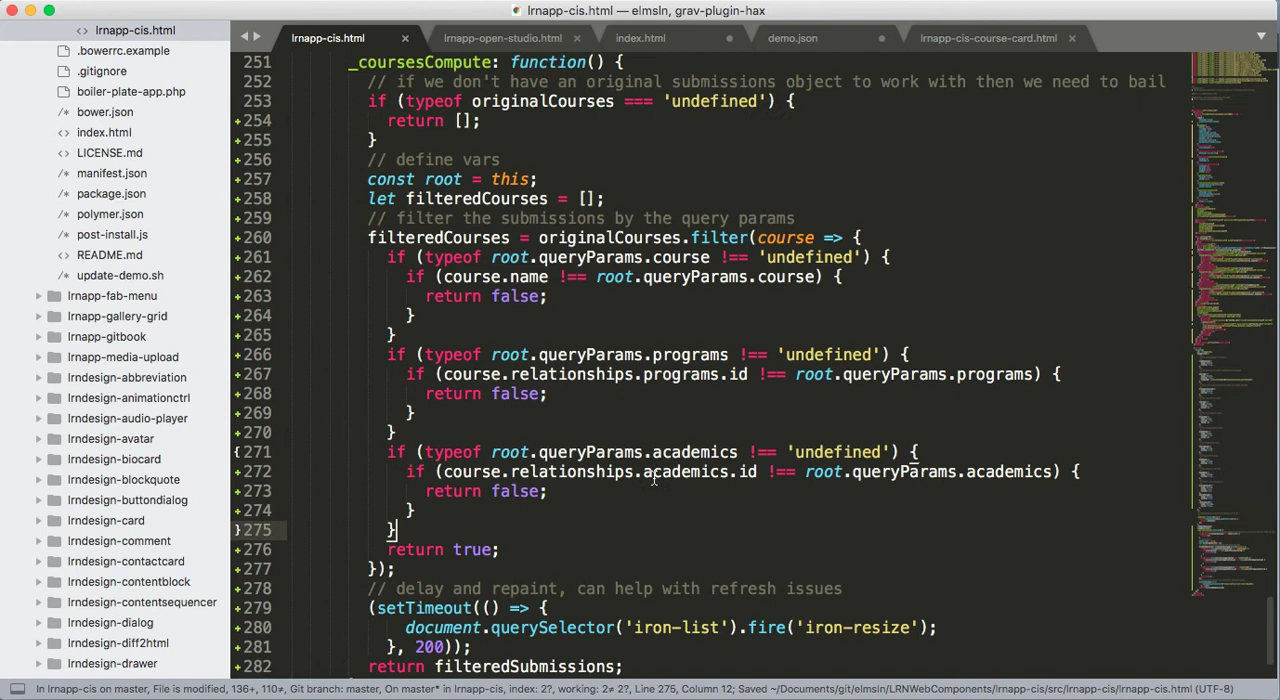 lrnapp-cis.html — elmsln, grav-plugin-hax
lrnapp-cis.html
.bowerrc.example
.gitignore
boiler-plate-app.php
bower.json
index.html
LICENSE.md
manifest.json
package.json
polymer.json
post-install.js
README.md
update-demo.sh
lrnapp-fab-menu
lrnapp-gallery-grid
lrnapp-gitbook
lrnapp-media-upload
lrndesign-abbreviation
lrndesign-animationctrl
lrndesign-audio-player
lrndesign-avatar
lrndesign-biocard
lrndesign-blockquote
lrndesign-buttondialog
lrndesign-card
lrndesign-comment
lrndesign-contactcard
lrndesign-contentblock
lrndesign-contentsequencer
lrndesign-dialog
lrndesign-diff2html
lrndesign-drawer
lrnapp-cis.html × lrnapp-open-studio.html × index.html demo.json lrnapp-cis-course-card.html ×
251 _coursesCompute: function() {
252 // if we don't have an original submissions object to work with then we need to bail
253 if (typeof originalCourses === 'undefined') {
254 return [];
255 }
256 // define vars
257 const root = this;
258 let filteredCourses = [];
259 // filter the submissions by the query params
260 filteredCourses = originalCourses.filter(course => {
261 if (typeof root.queryParams.course !== 'undefined') {
262 if (course.name !== root.queryParams.course) {
263 return false;
264 }
265 }
266 if (typeof root.queryParams.programs !== 'undefined') {
267 if (course.relationships.programs.id !== root.queryParams.programs) {
268 return false;
269 }
270 }
271 if (typeof root.queryParams.academics !== 'undefined') {
272 if (course.relationships.academics.id !== root.queryParams.academics) {
273 return false;
274 }
275 }
276 return true;
277 });
278 // delay and repaint, can help with refresh issues
279 (setTimeout(() => {
280 document.querySelector('iron-list').fire('iron-resize');
281 }, 200));
282 return filteredSubmissions;
In lrnapp-cis on master, File is modified, 136+, 110≠, Git branch: master, On master* in lrnapp-cis, index: 2?, working: 2≠ 2?, Line 275, Column 12; Saved ~/Documents/git/elmsln/LRNWebComponents/lrnapp-cis/src/lrnapp-cis/lrnapp-cis.html (UTF-8)